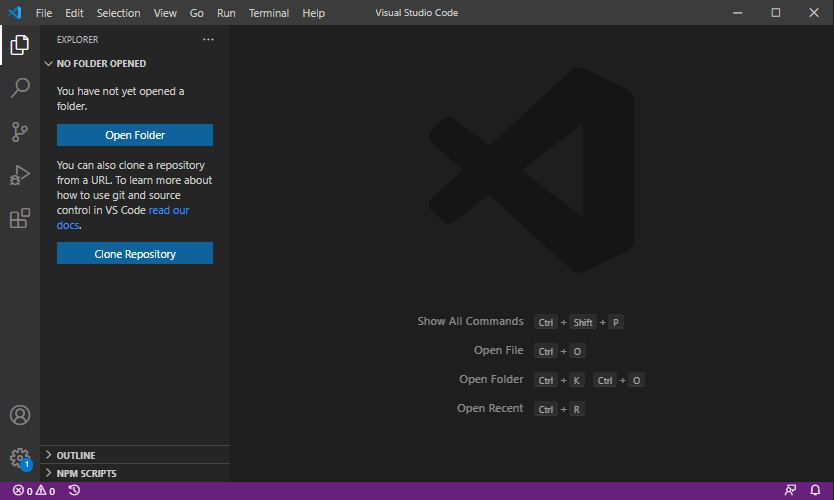 File Edit Selection View Go Run Terminal Help Visual Studio Code
EXPLORER
NO FOLDER OPENED
You have not yet opened a
folder.
Open Folder
You can also clone a repository
from a URL. To learn more about
how to use git and source
control in VS Code read our
docs.
Clone Repository
Show All Commands Ctrl + Shift + P
Open File Ctrl + O
Open Folder Ctrl + K Ctrl + O
Open Recent Ctrl + R
1
OUTLINE
NPM SCRIPTS
0 0